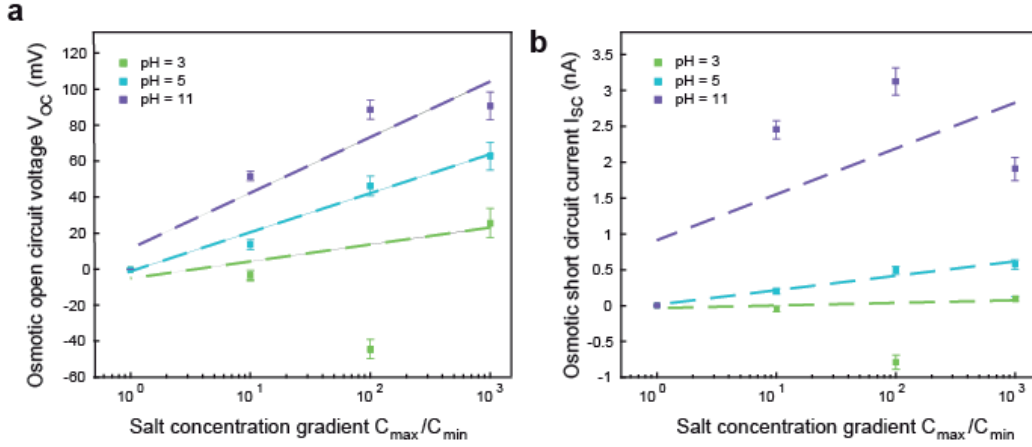 a
Osmotic open circuit voltage V_OC (mV)
120
100
80
60
40
20
0
-20
-40
-60
pH = 3
pH = 5
pH = 11
10^0
10^1
10^2
10^3
Salt concentration gradient C_max/C_min
b
Osmotic short circuit current I_SC (nA)
3.5
3
2.5
2
1.5
1
0.5
0
-0.5
-1
pH = 3
pH = 5
pH = 11
10^0
10^1
10^2
10^3
Salt concentration gradient C_max/C_min